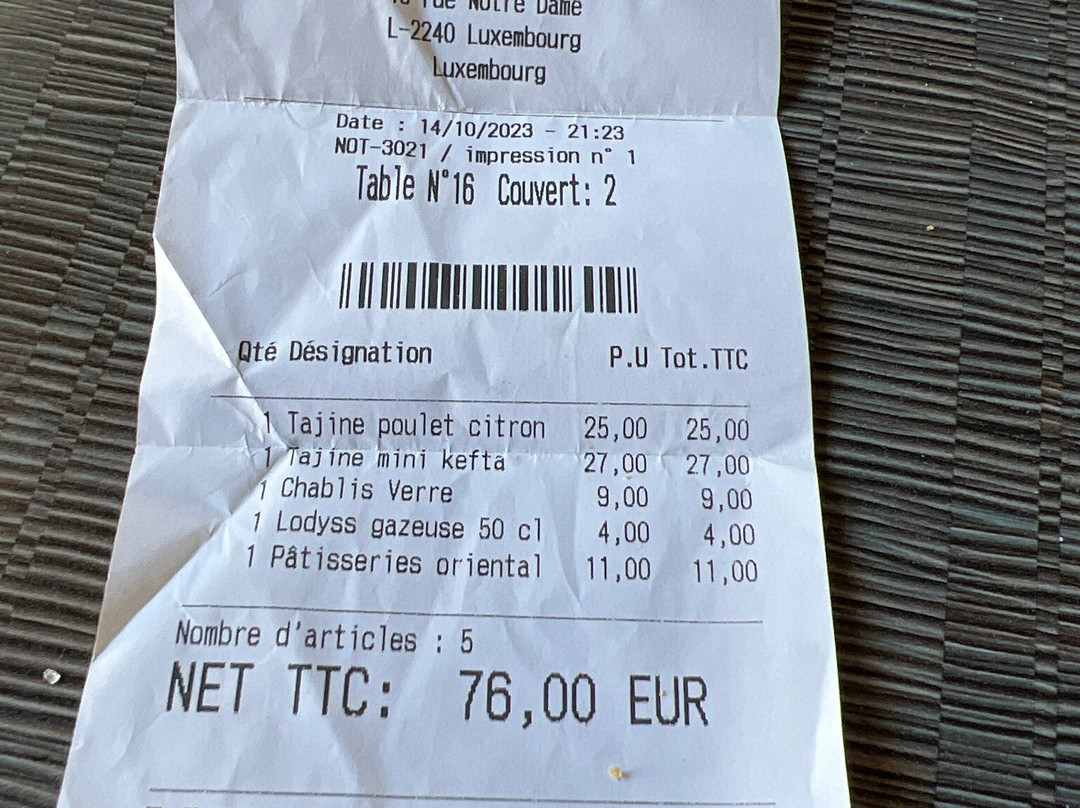 rue Notre Dame
L-2240 Luxembourg
Luxembourg
Date : 14/10/2023 - 21:23
NOT-3021 / impression n° 1
Table N°16 Couvert: 2
Qté Désignation P.U Tot.TTC
1 Tajine poulet citron 25,00 25,00
1 Tajine mini kefta 27,00 27,00
1 Chablis Verre 9,00 9,00
1 Lodyss gazeuse 50 cl 4,00 4,00
1 Pâtisseries oriental 11,00 11,00
Nombre d'articles : 5
NET TTC: 76,00 EUR